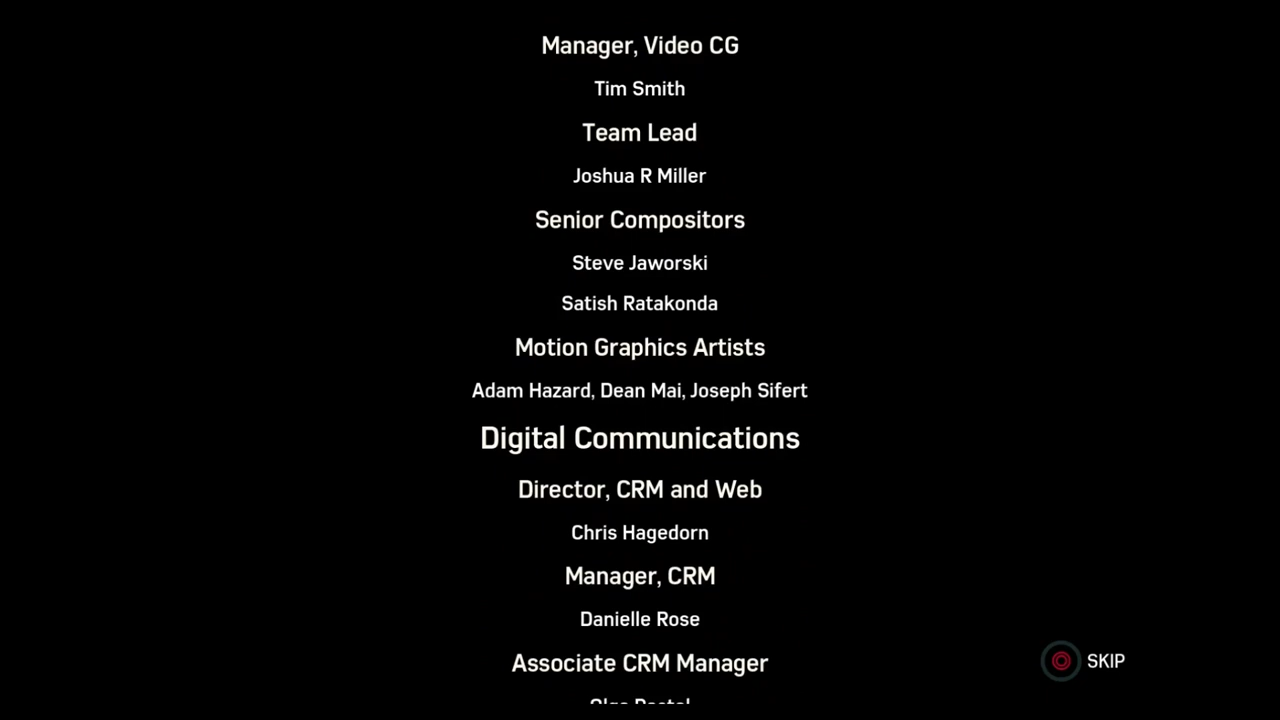 Manager, Video CG
Tim Smith
Team Lead
Joshua R Miller
Senior Compositors
Steve Jaworski
Satish Ratakonda
Motion Graphics Artists
Adam Hazard, Dean Mai, Joseph Sifert
Digital Communications
Director, CRM and Web
Chris Hagedorn
Manager, CRM
Danielle Rose
Associate CRM Manager
SKIP